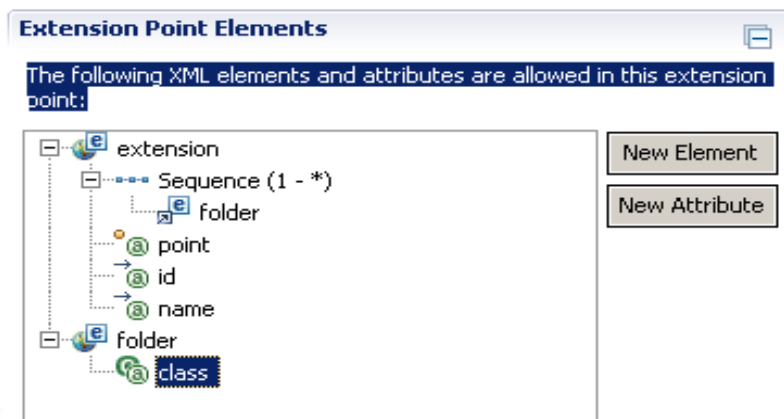 Extension Point Elements
The following XML elements and attributes are allowed in this extension
point:
extension
New Element
Sequence (1 - *)
folder
New Attribute
point
id
name
folder
class